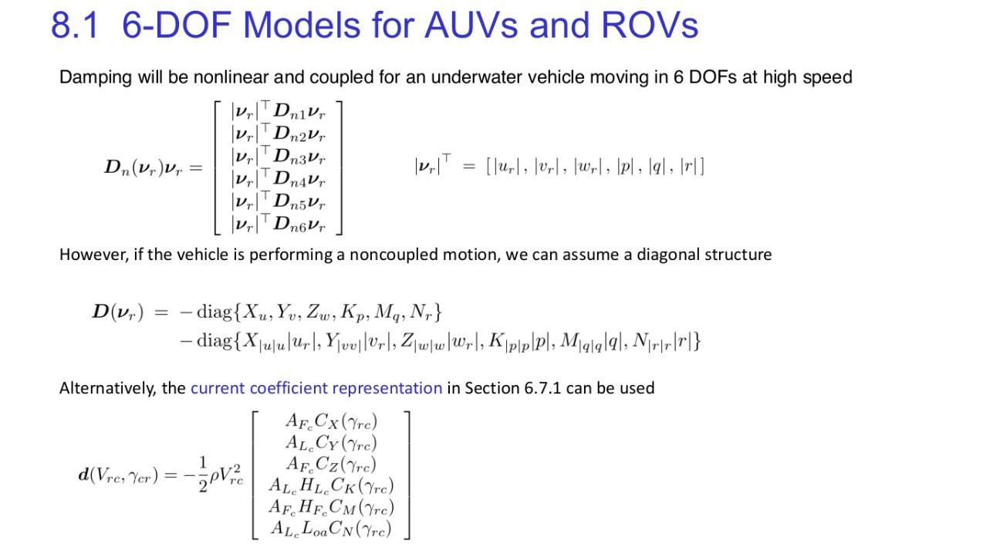 8.1 6-DOF Models for AUVs and ROVs
Damping will be nonlinear and coupled for an underwater vehicle moving in 6 DOFs at high speed
$\boldsymbol{D}_n(\boldsymbol{\nu}_r)\boldsymbol{\nu}_r = \begin{bmatrix} |\boldsymbol{\nu}_r|^\top \boldsymbol{D}_{n1}\boldsymbol{\nu}_r \\ |\boldsymbol{\nu}_r|^\top \boldsymbol{D}_{n2}\boldsymbol{\nu}_r \\ |\boldsymbol{\nu}_r|^\top \boldsymbol{D}_{n3}\boldsymbol{\nu}_r \\ |\boldsymbol{\nu}_r|^\top \boldsymbol{D}_{n4}\boldsymbol{\nu}_r \\ |\boldsymbol{\nu}_r|^\top \boldsymbol{D}_{n5}\boldsymbol{\nu}_r \\ |\boldsymbol{\nu}_r|^\top \boldsymbol{D}_{n6}\boldsymbol{\nu}_r \end{bmatrix}$ $|\boldsymbol{\nu}_r|^\top = [|u_r|, |v_r|, |w_r|, |p|, |q|, |r|]$
However, if the vehicle is performing a noncoupled motion, we can assume a diagonal structure
$\boldsymbol{D}(\boldsymbol{\nu}_r) = -\operatorname{diag}\{X_u, Y_v, Z_w, K_p, M_q, N_r\}$
$-\operatorname{diag}\{X_{|u|u}|u_r|, Y_{|vv|}|v_r|, Z_{|w|w}|w_r|, K_{|p|p}|p|, M_{|q|q}|q|, N_{|r|r}|r|\}$
Alternatively, the current coefficient representation in Section 6.7.1 can be used
$\boldsymbol{d}(V_{rc}, \gamma_{cr}) = -\frac{1}{2}\rho V_{rc}^2 \begin{bmatrix} A_{F_c}C_X(\gamma_{rc}) \\ A_{L_c}C_Y(\gamma_{rc}) \\ A_{F_c}C_Z(\gamma_{rc}) \\ A_{L_c}H_{L_c}C_K(\gamma_{rc}) \\ A_{F_c}H_{F_c}C_M(\gamma_{rc}) \\ A_{L_c}L_{oa}C_N(\gamma_{rc}) \end{bmatrix}$